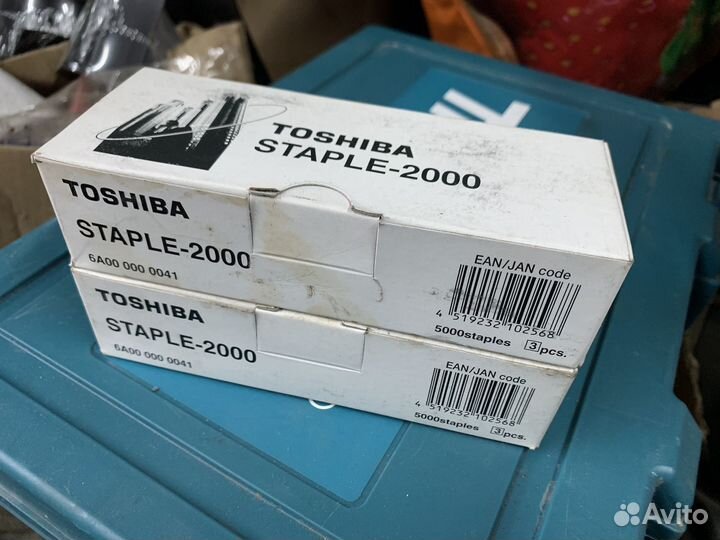 TOSHIBA
STAPLE-2000
TOSHIBA
STAPLE-2000
6A00 000 0041
EAN/JAN code
4 519232 102568
5000staples 3pcs.
TOSHIBA
STAPLE-2000
6A00 000 0041
EAN/JAN code
4 519232 102568
5000staples 3pcs.
Avito